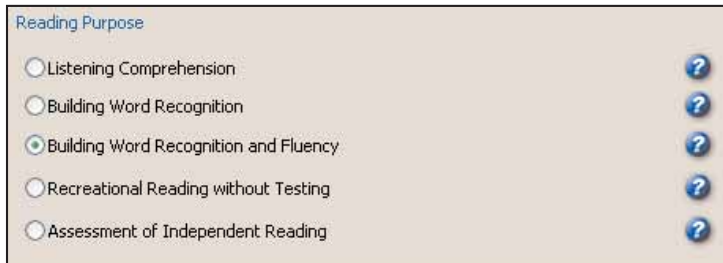 Reading Purpose
Listening Comprehension
Building Word Recognition
Building Word Recognition and Fluency
Recreational Reading without Testing
Assessment of Independent Reading